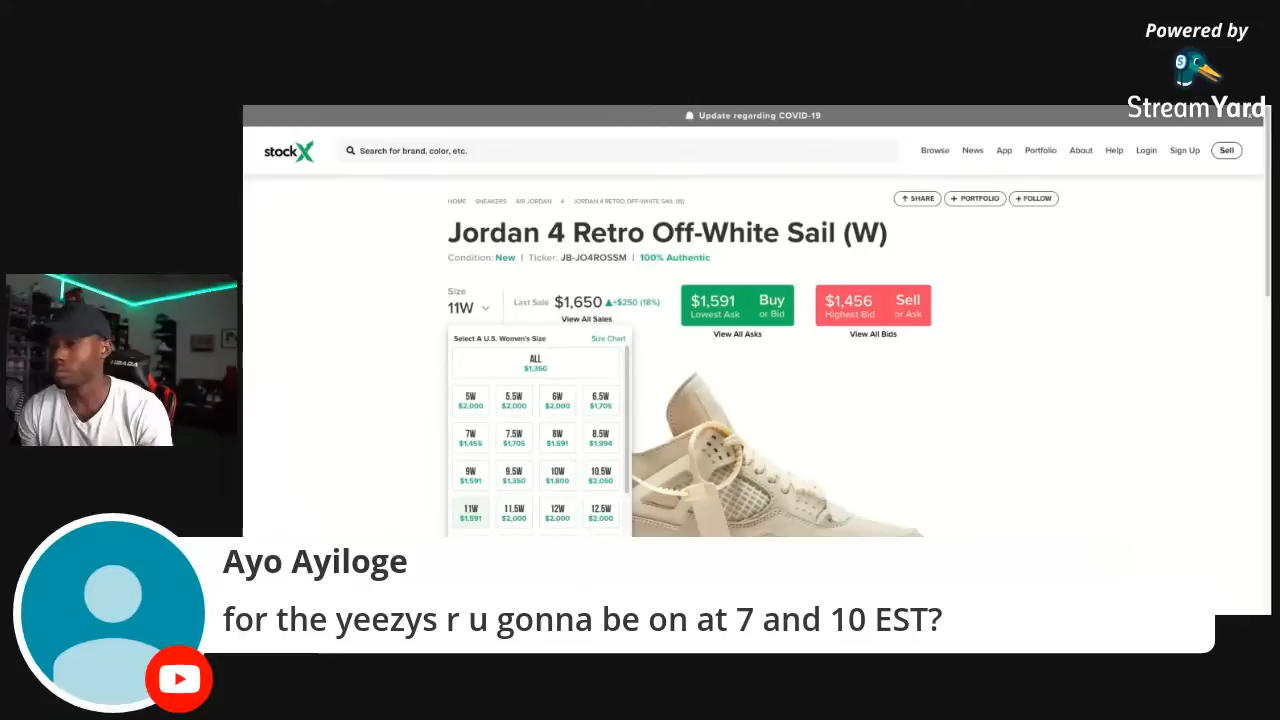 Powered by
StreamYard
Update regarding COVID-19
stockX
Search for brand, color, etc.
Browse News App Portfolio About Help Login Sign Up Sell
HOME SNEAKERS AIR JORDAN 4 JORDAN 4 RETRO OFF-WHITE SAIL (W)
↑ SHARE + PORTFOLIO + FOLLOW
Jordan 4 Retro Off-White Sail (W)
Condition: New | Ticker: JB-JO4ROSSM | 100% Authentic
Size
11W
Last Sale $1,650 ▲+$250 (18%)
View All Sales
$1,591 Buy
Lowest Ask or Bid
View All Asks
$1,456 Sell
Highest Bid or Ask
View All Bids
Select A U.S. Women's Size Size Chart
ALL
$1,350
5W 5.5W 6W 6.5W
$2,000 $2,000 $2,000 $1,705
7W 7.5W 8W 8.5W
$1,455 $1,705 $1,591 $1,994
9W 9.5W 10W 10.5W
$1,591 $1,350 $1,800 $2,050
11W 11.5W 12W 12.5W
$1,591 $2,000 $2,000 $2,000
Ayo Ayiloge
for the yeezys r u gonna be on at 7 and 10 EST?